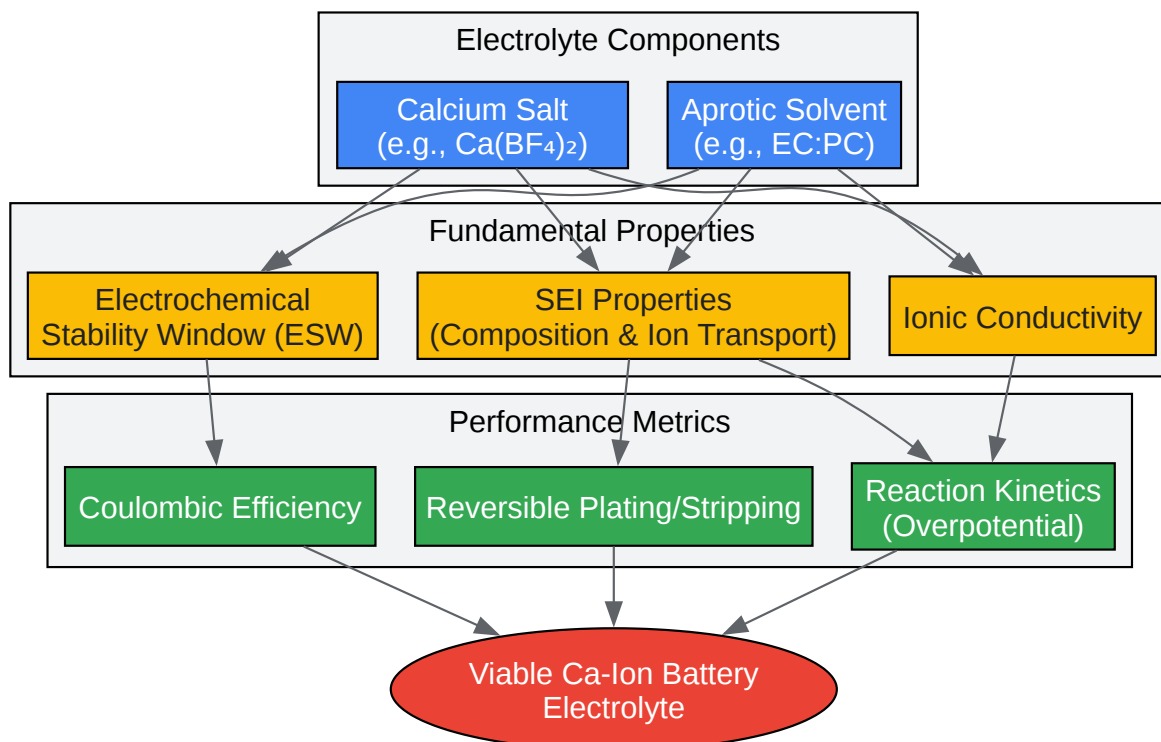 Electrolyte Components
Calcium Salt
(e.g., Ca(BF₄)₂)
Aprotic Solvent
(e.g., EC:PC)
Fundamental Properties
Electrochemical
Stability Window (ESW)
SEI Properties
(Composition & Ion Transport)
Ionic Conductivity
Performance Metrics
Coulombic Efficiency
Reversible Plating/Stripping
Reaction Kinetics
(Overpotential)
Viable Ca-Ion Battery
Electrolyte